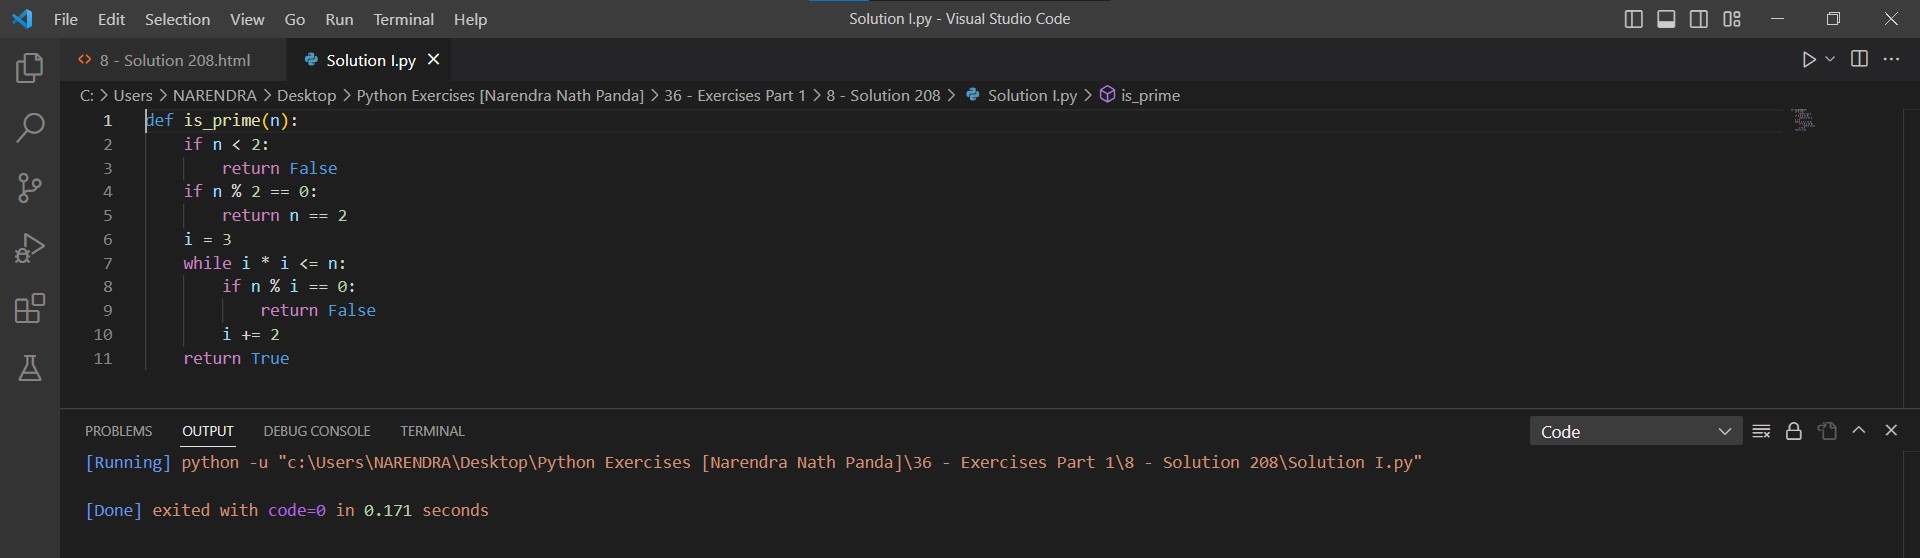 File Edit Selection View Go Run Terminal Help
Solution I.py - Visual Studio Code
8 - Solution 208.html
Solution I.py
C: > Users > NARENDRA > Desktop > Python Exercises [Narendra Nath Panda] > 36 - Exercises Part 1 > 8 - Solution 208 > Solution I.py > is_prime
1 def is_prime(n):
2     if n < 2:
3         return False
4     if n % 2 == 0:
5         return n == 2
6     i = 3
7     while i * i <= n:
8         if n % i == 0:
9             return False
10         i += 2
11     return True
PROBLEMS OUTPUT DEBUG CONSOLE TERMINAL
Code
[Running] python -u "c:\Users\NARENDRA\Desktop\Python Exercises [Narendra Nath Panda]\36 - Exercises Part 1\8 - Solution 208\Solution I.py"
[Done] exited with code=0 in 0.171 seconds